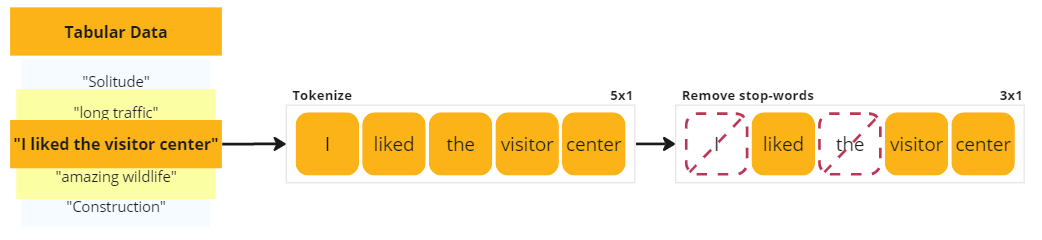 Tabular Data
"Solitude"
"long traffic"
"I liked the visitor center"
"amazing wildlife"
"Construction"
Tokenize 5x1
I liked the visitor center
Remove stop-words 3x1
I liked the visitor center